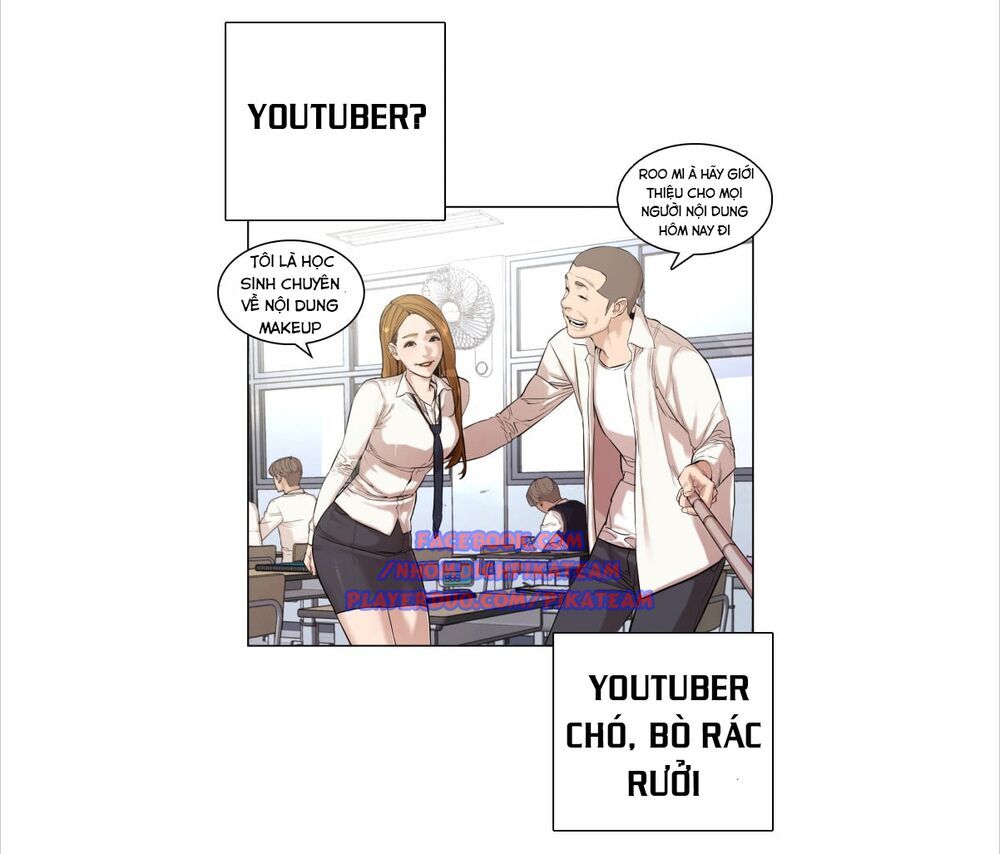 YOUTUBER?
ROO MI À HÃY GIỚI
THIỆU CHO MỌI
NGƯỜI NỘI DUNG
HÔM NAY ĐI
TÔI LÀ HỌC
SINH CHUYÊN
VỀ NỘI DUNG
MAKEUP
FACEBOOK.COM
/NHOMDICHPIKATEAM
PLAYERDUO.COM/PIKATEAM
YOUTUBER
CHÓ, BÒ RÁC
RƯỞI